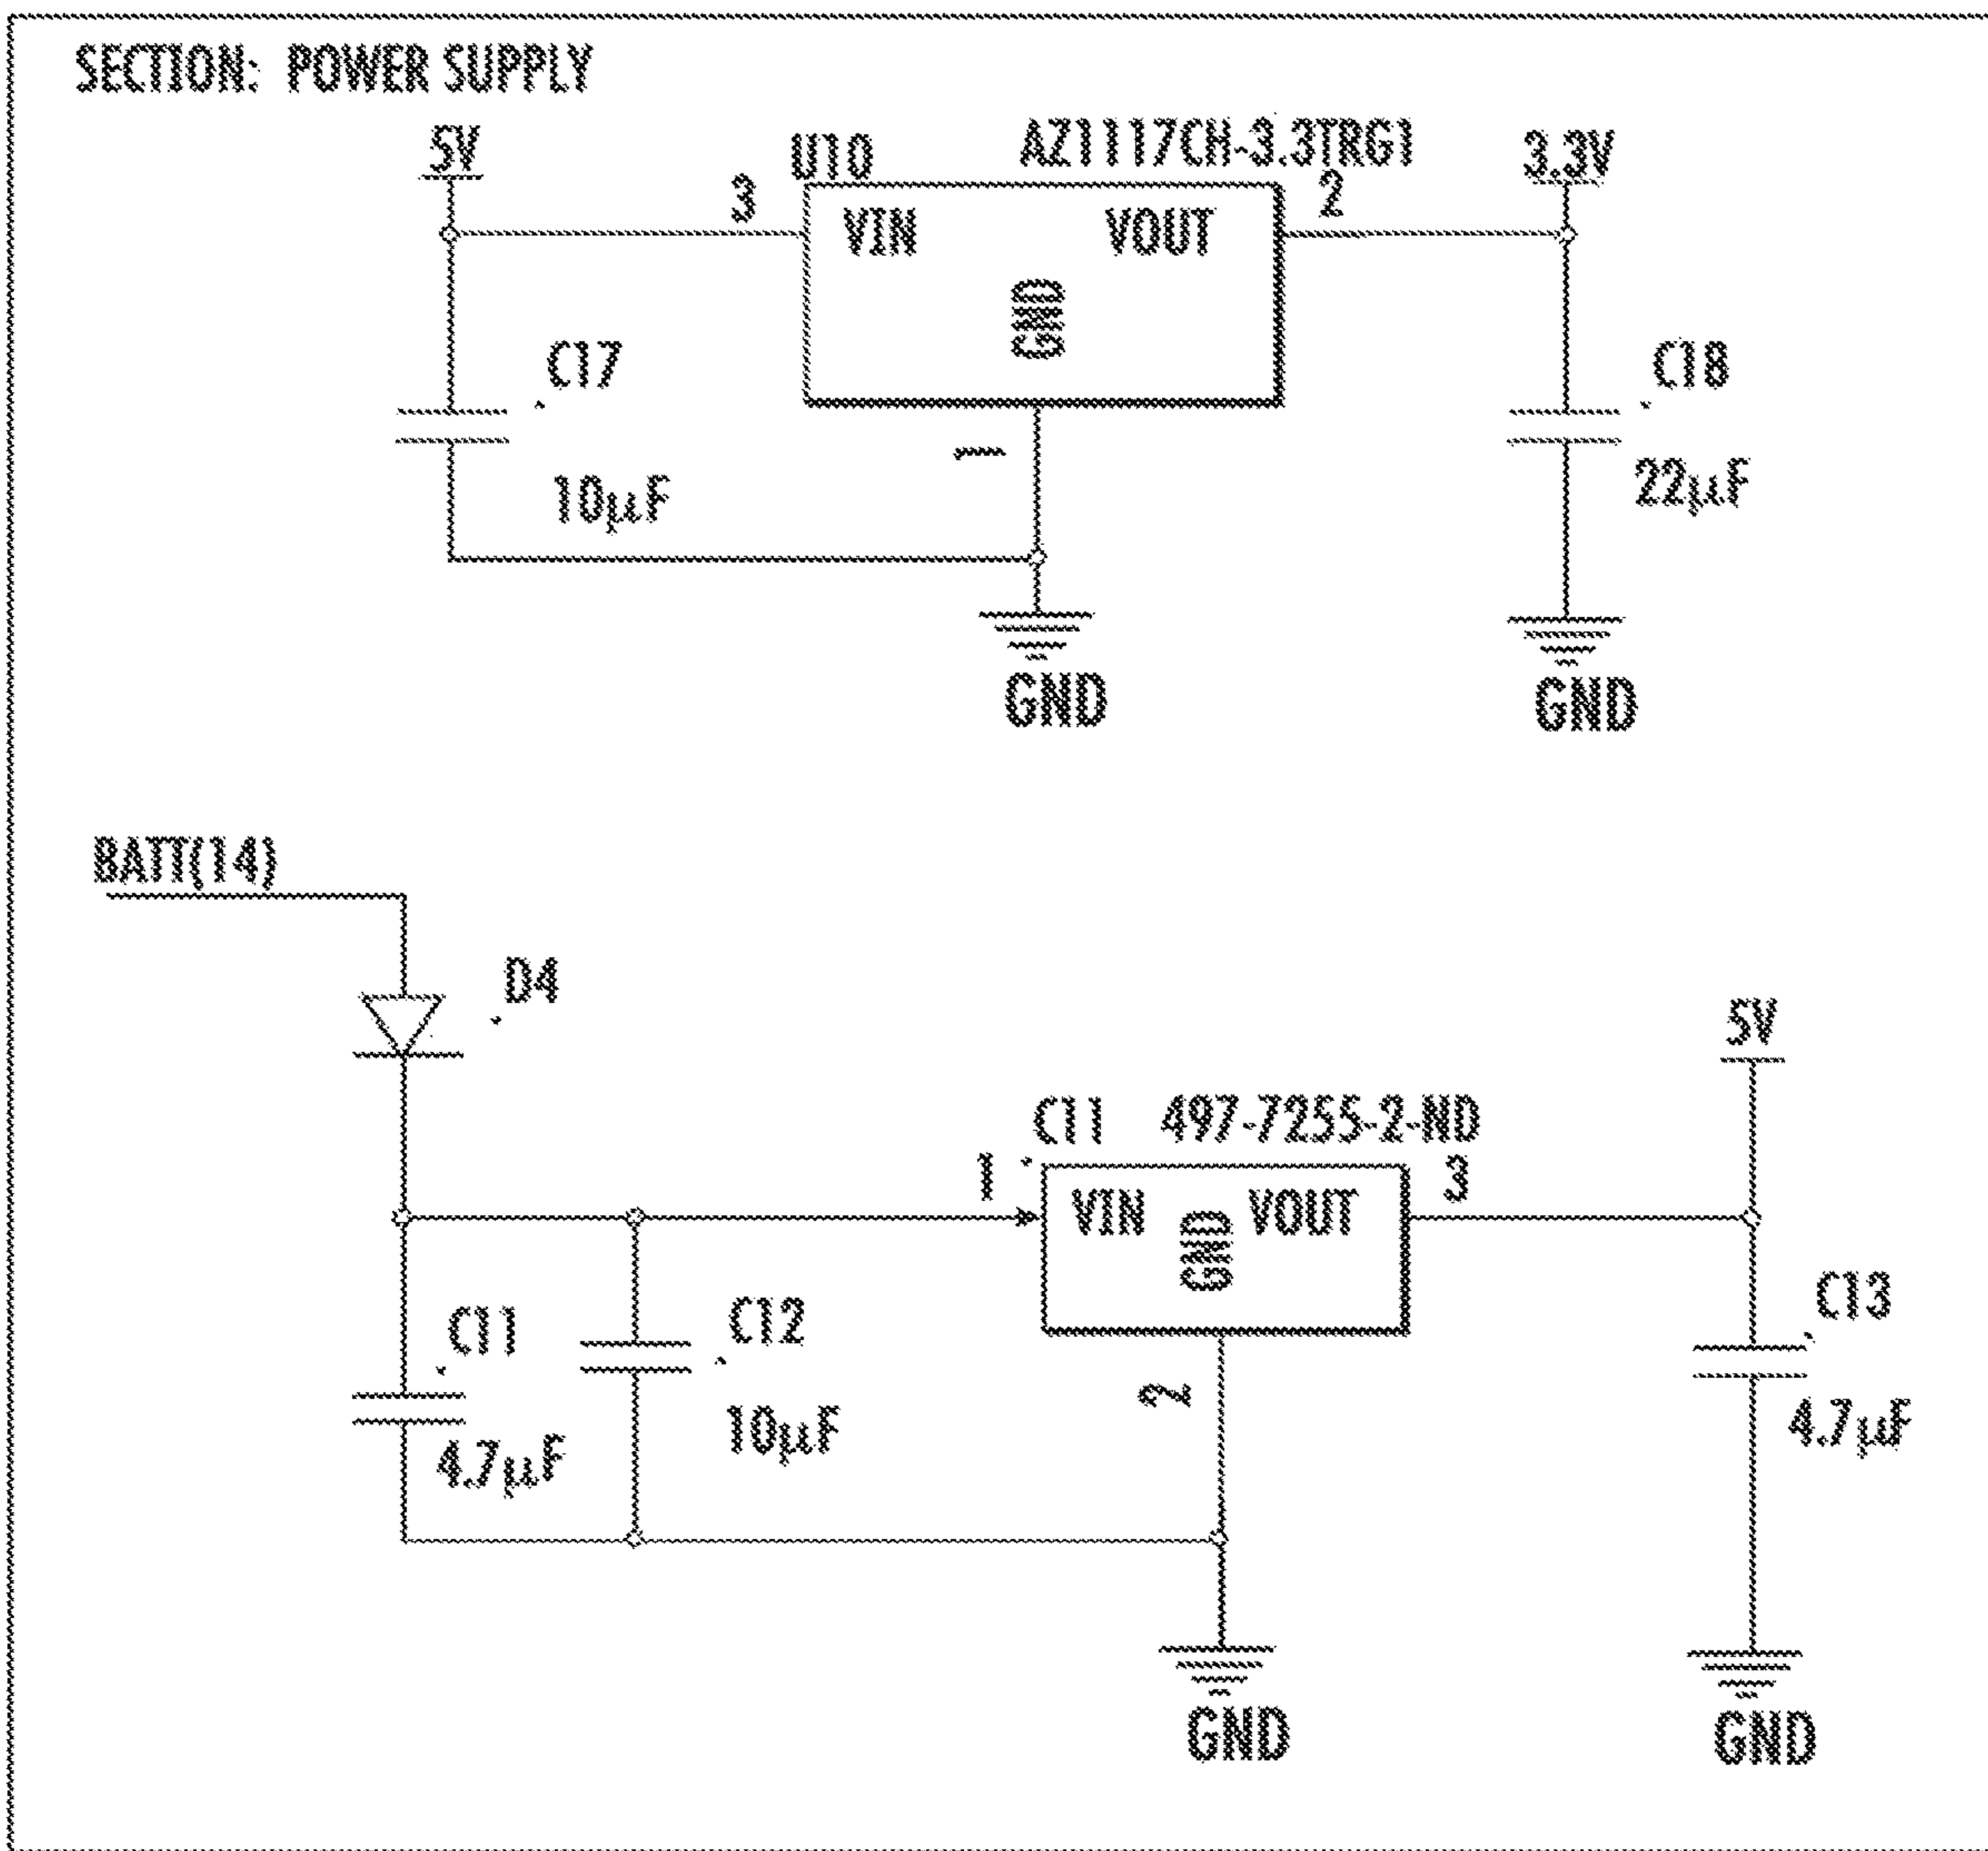 SECTION: POWER SUPPLY
5V
U10
AZ1117CH-3.3TRG1
3.3V
3
VIN
VOUT
2
GND
C17
10µF
1
C18
22µF
GND
GND
BATT(14)
D4
5V
C11
497-7255-2-ND
1
VIN
GND
VOUT
3
C11
4.7µF
C12
10µF
2
C13
4.7µF
GND
GND